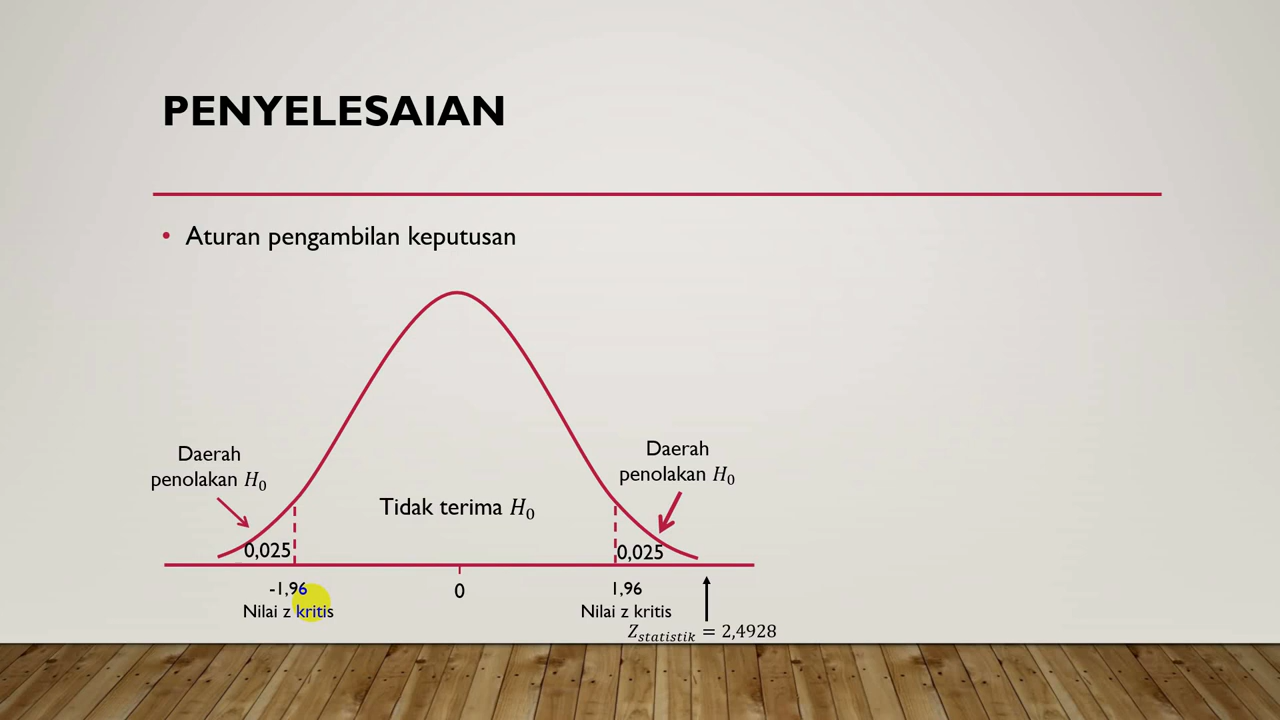 PENYELESAIAN
• Aturan pengambilan keputusan
Daerah
penolakan H₀
Daerah
penolakan H₀
Tidak terima H₀
0,025
0,025
-1,96
0
1,96
Nilai z kritis
Nilai z kritis
Zstatistik = 2,4928